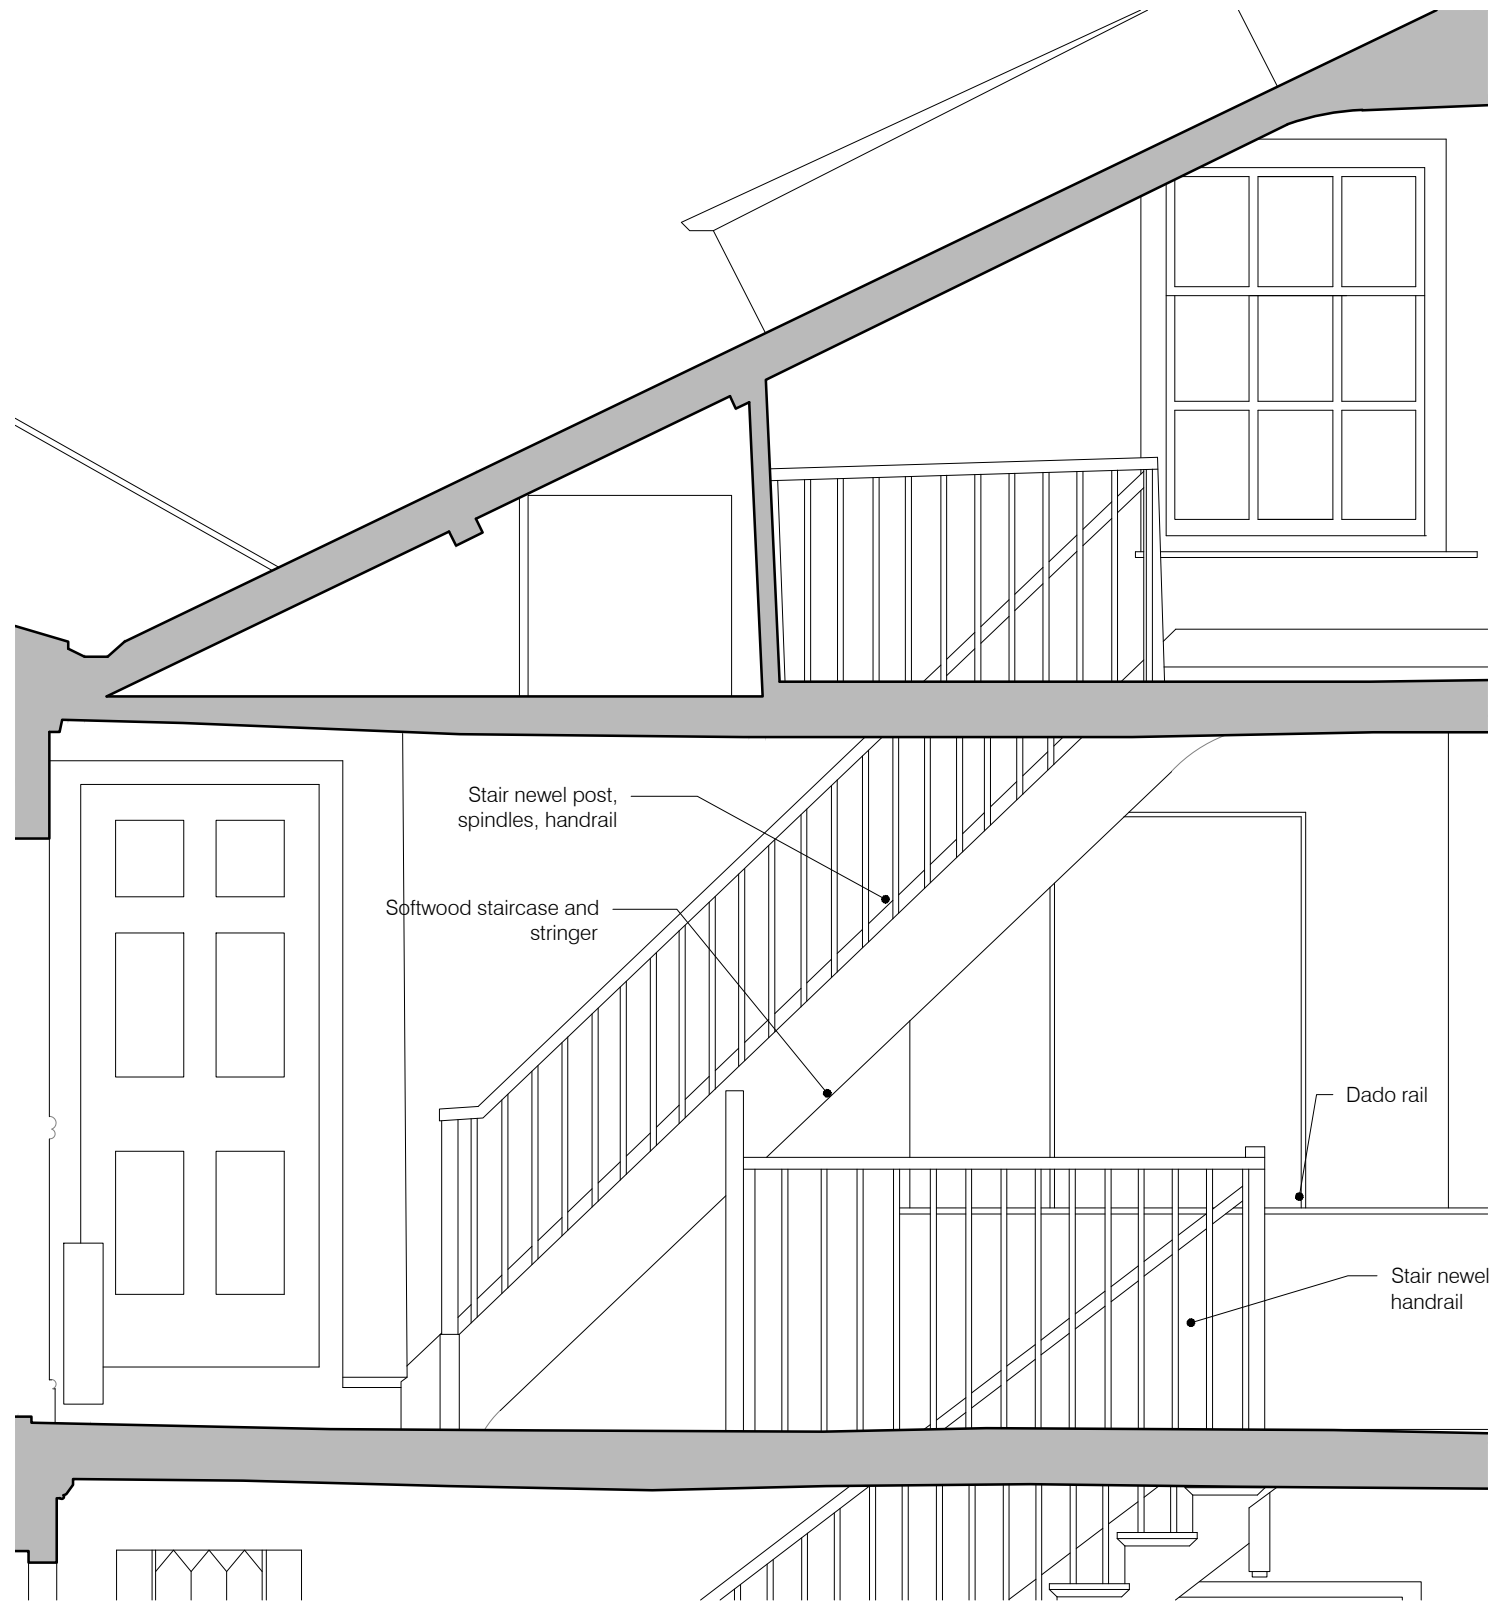 Stair newel post,
spindles, handrail
Softwood staircase and
stringer
Dado rail
Stair newel
handrail